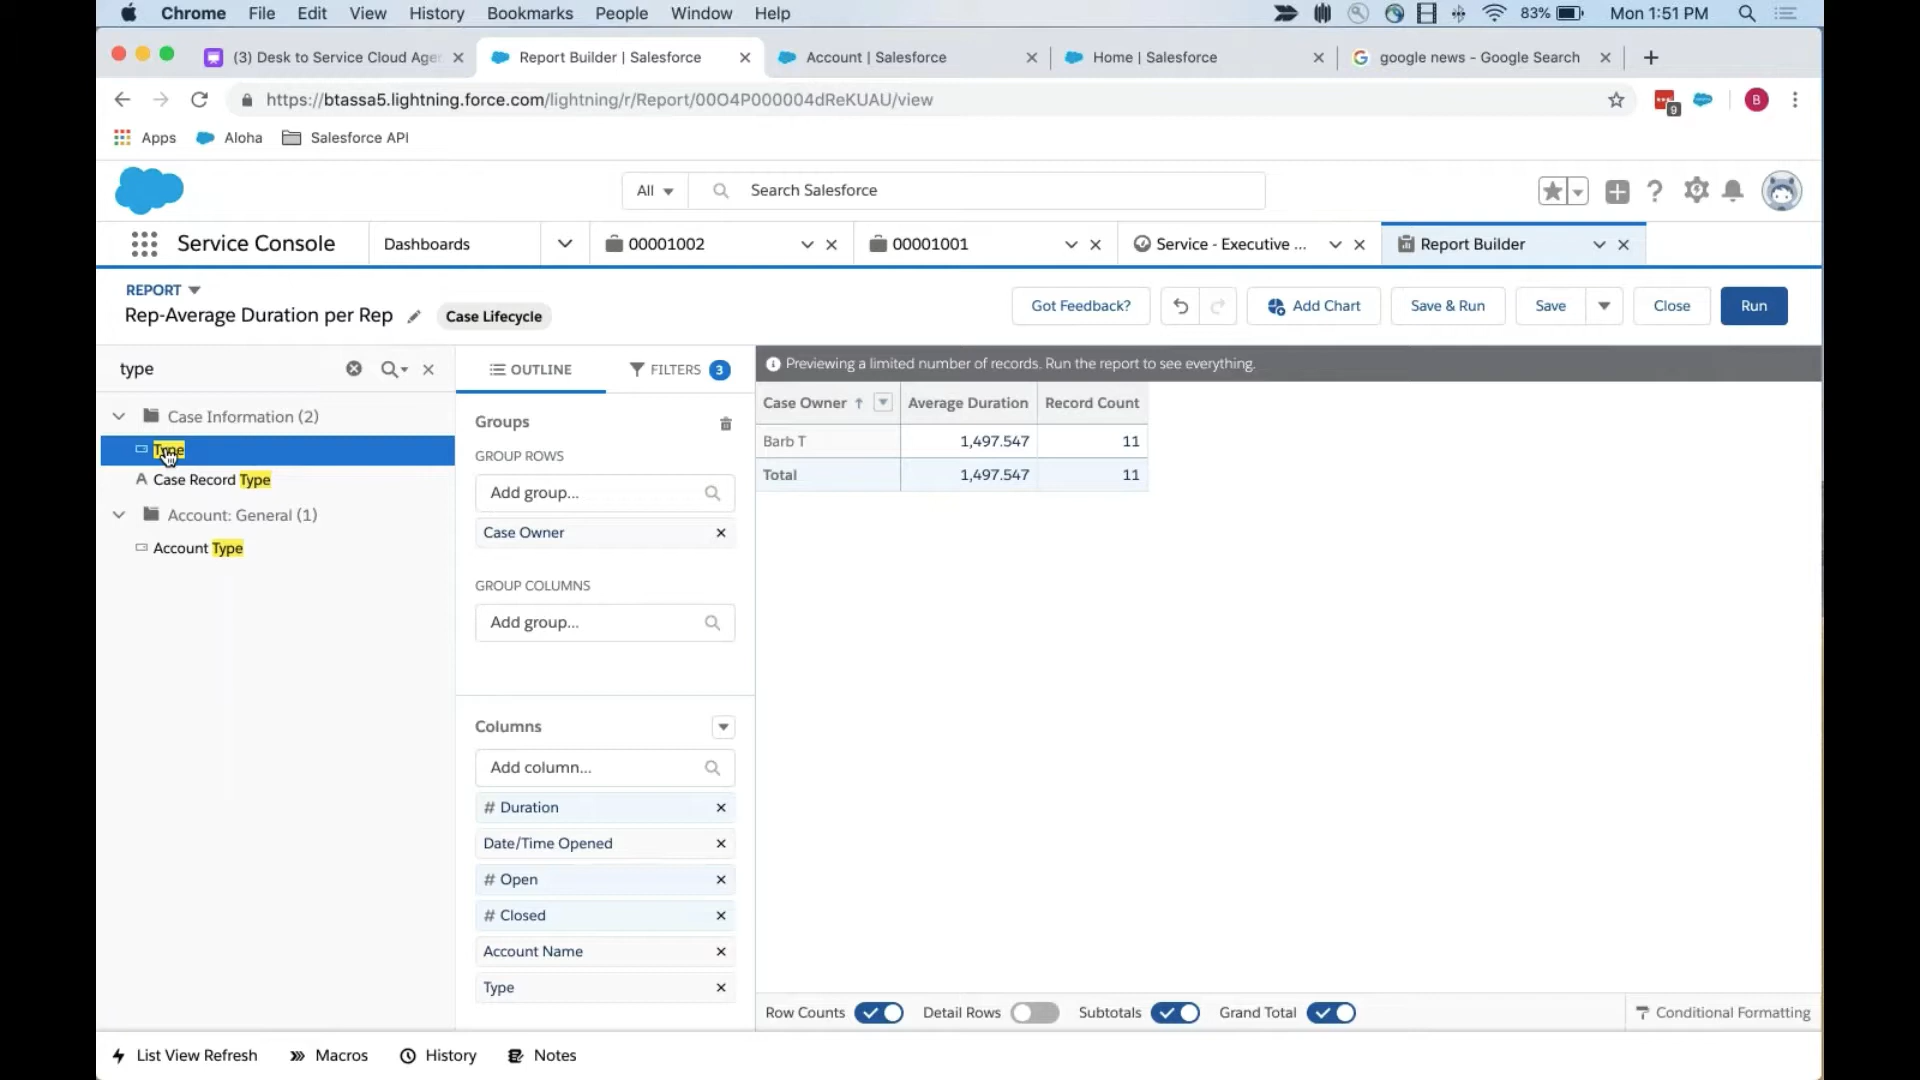 Chrome File Edit View History Bookmarks People Window Help 83% Mon 1:51 PM
(3) Desk to Service Cloud Age Report Builder | Salesforce Account | Salesforce Home | Salesforce google news - Google Search
https://btassa5.lightning.force.com/lightning/r/Report/00O4P000004dReKUAU/view 9 B
Apps Aloha Salesforce API
All Search Salesforce
Service Console Dashboards 00001002 00001001 Service - Executive ... Report Builder
REPORT
Rep-Average Duration per Rep Case Lifecycle
Got Feedback? Add Chart Save & Run Save Close Run
type
Case Information (2)
Type
Case Record Type
Account: General (1)
Account Type
OUTLINE FILTERS 3
Groups
GROUP ROWS
Add group...
Case Owner
GROUP COLUMNS
Add group...
Columns
Add column...
# Duration
Date/Time Opened
# Open
# Closed
Account Name
Type
Previewing a limited number of records. Run the report to see everything.
Case Owner ↑ Average Duration Record Count
Barb T 1,497.547 11
Total 1,497.547 11
Row Counts Detail Rows Subtotals Grand Total Conditional Formatting
List View Refresh Macros History Notes